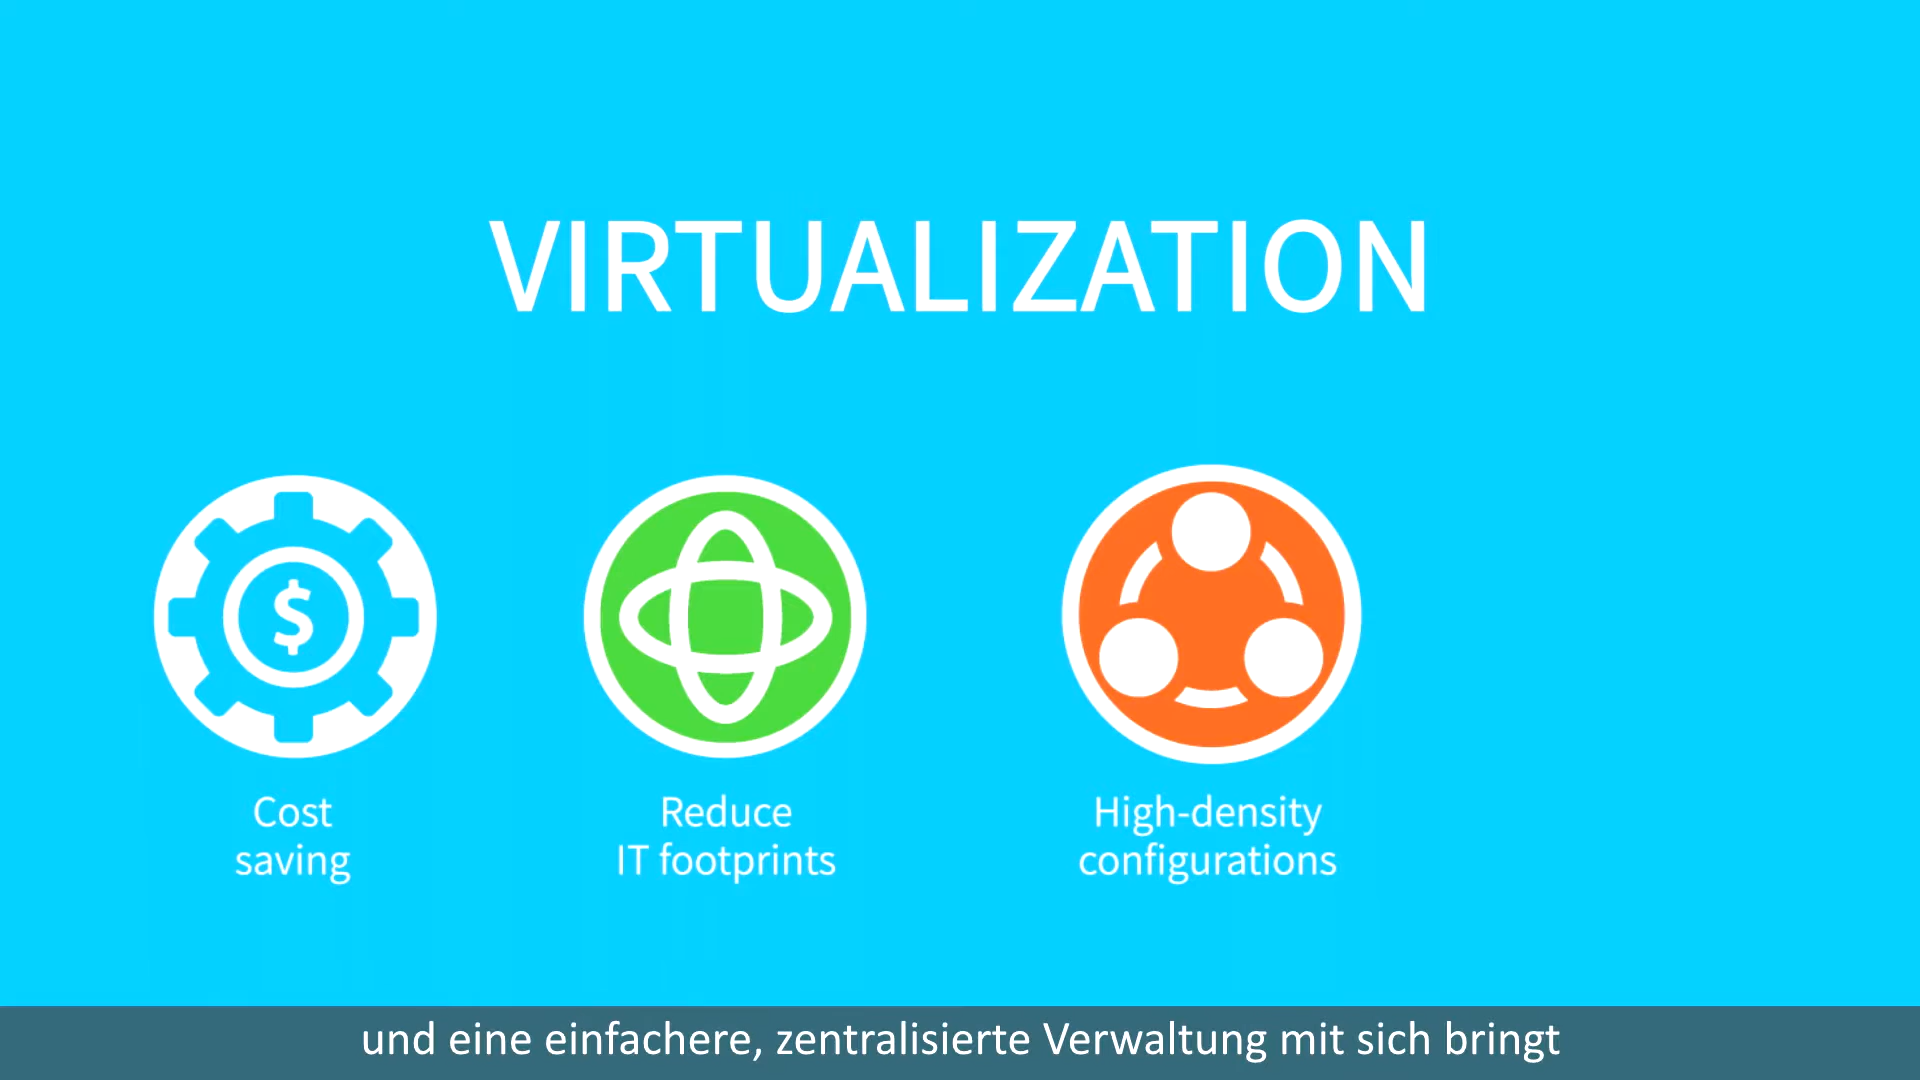 VIRTUALIZATION
$
Cost
saving
Reduce
IT footprints
High-density
configurations
und eine einfachere, zentralisierte Verwaltung mit sich bringt